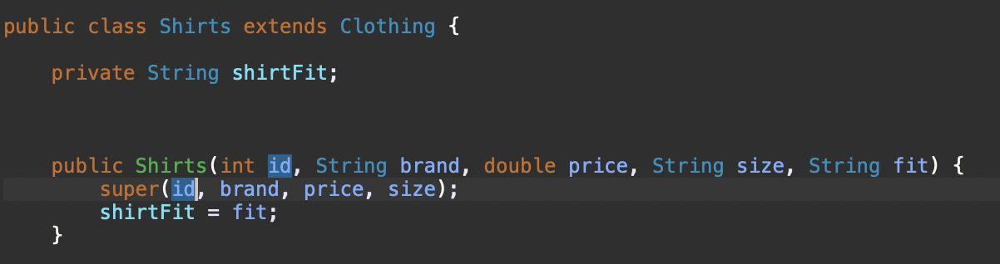 public class Shirts extends Clothing {
private String shirtFit;
public Shirts(int id, String brand, double price, String size, String fit) {
super(id, brand, price, size);
shirtFit = fit;
}